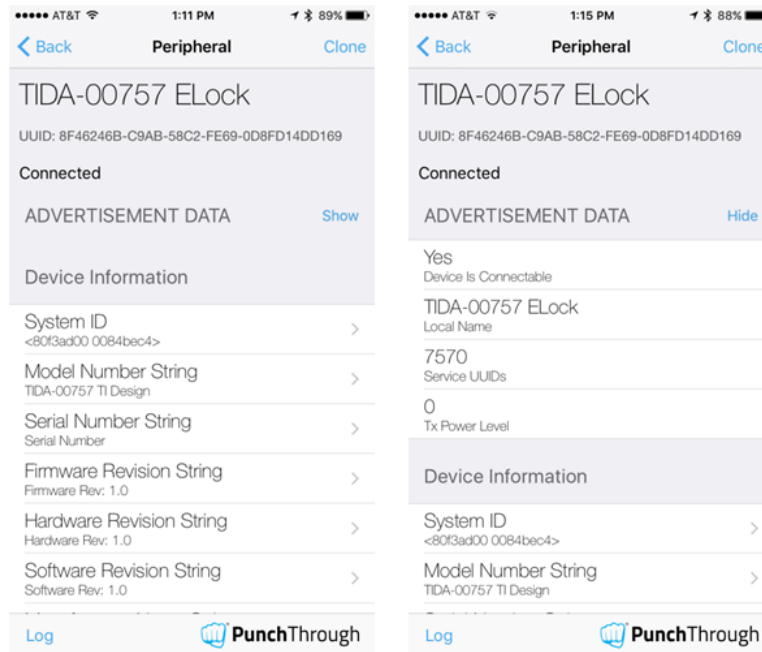 AT&T 1:11 PM 89%
Back Peripheral Clone
TIDA-00757 ELock
UUID: 8F46246B-C9AB-58C2-FE69-0D8FD14DD169
Connected
ADVERTISEMENT DATA Show
Device Information
System ID
<80f3ad00 0084bec4>
Model Number String
TIDA-00757 TI Design
Serial Number String
Serial Number
Firmware Revision String
Firmware Rev: 1.0
Hardware Revision String
Hardware Rev: 1.0
Software Revision String
Software Rev: 1.0
Log PunchThrough
AT&T 1:15 PM 88%
Back Peripheral Clone
TIDA-00757 ELock
UUID: 8F46246B-C9AB-58C2-FE69-0D8FD14DD169
Connected
ADVERTISEMENT DATA Hide
Yes
Device Is Connectable
TIDA-00757 ELock
Local Name
7570
Service UUIDs
0
Tx Power Level
Device Information
System ID
<80f3ad00 0084bec4>
Model Number String
TIDA-00757 TI Design
Log PunchThrough